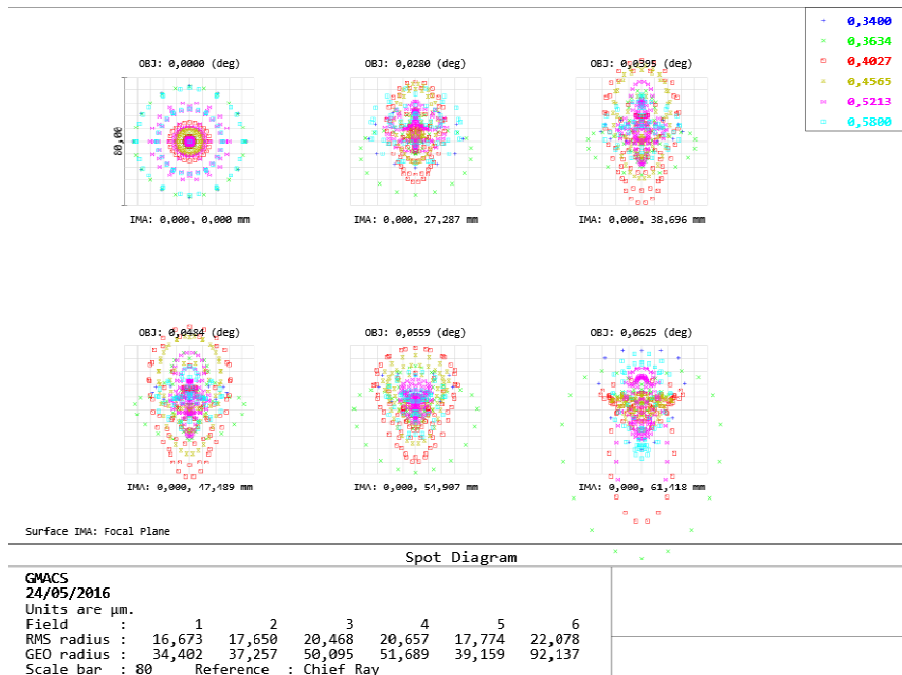 0,3400
0,3634
0,4027
0,4565
0,5213
0,5800
OBJ: 0,0000 (deg)
OBJ: 0,0280 (deg)
OBJ: 0,0395 (deg)
80,00
IMA: 0,000, 0,000 mm
IMA: 0,000, 27,287 mm
IMA: 0,000, 38,696 mm
OBJ: 0,0484 (deg)
OBJ: 0,0559 (deg)
OBJ: 0,0625 (deg)
IMA: 0,000, 47,489 mm
IMA: 0,000, 54,907 mm
IMA: 0,000, 61,418 mm
Surface IMA: Focal Plane
Spot Diagram
GMACS
24/05/2016
Units are µm.
Field : 1 2 3 4 5 6
RMS radius : 16,673 17,650 20,468 20,657 17,774 22,078
GEO radius : 34,402 37,257 50,095 51,689 39,159 92,137
Scale bar : 80 Reference : Chief Ray